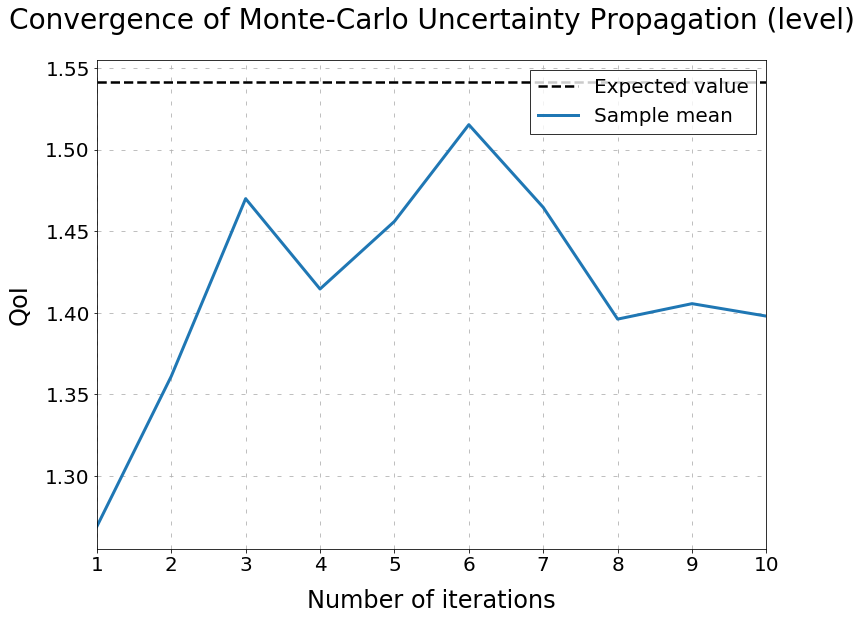 Convergence of Monte-Carlo Uncertainty Propagation (level)
Expected value
Sample mean
QoI
1.55
1.50
1.45
1.40
1.35
1.30
1 2 3 4 5 6 7 8 9 10
Number of iterations